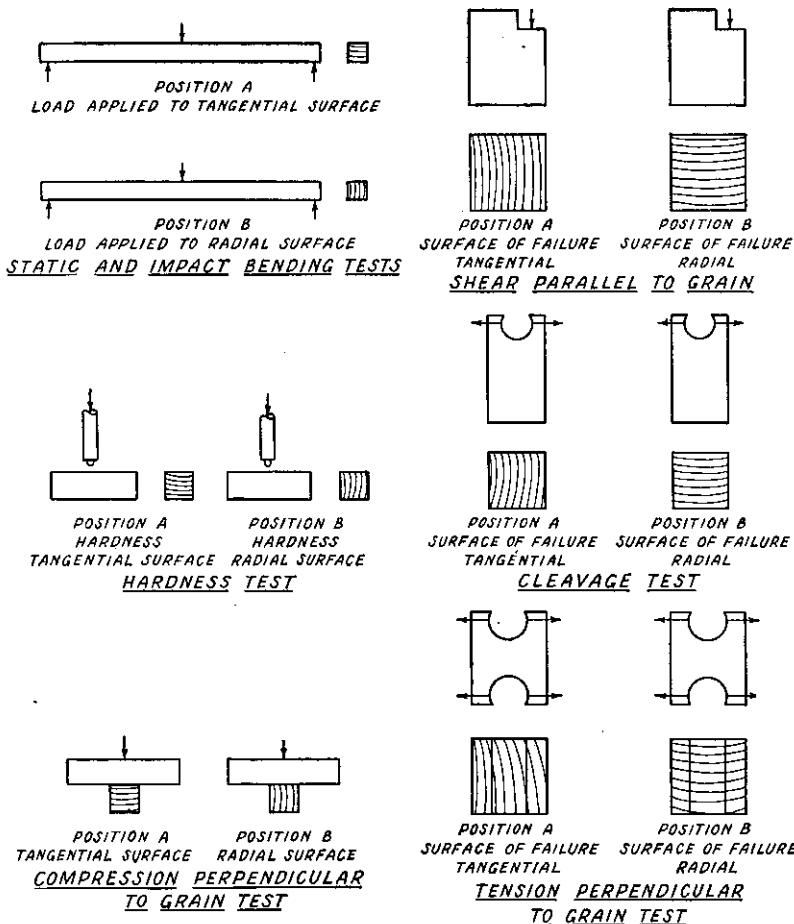 POSITION A
LOAD APPLIED TO TANGENTIAL SURFACE
POSITION B
LOAD APPLIED TO RADIAL SURFACE
STATIC AND IMPACT BENDING TESTS
POSITION A
SURFACE OF FAILURE
TANGENTIAL
POSITION B
SURFACE OF FAILURE
RADIAL
SHEAR PARALLEL TO GRAIN
POSITION A
HARDNESS
TANGENTIAL SURFACE
POSITION B
HARDNESS
RADIAL SURFACE
HARDNESS TEST
POSITION A
SURFACE OF FAILURE
TANGENTIAL
POSITION B
SURFACE OF FAILURE
RADIAL
CLEAVAGE TEST
POSITION A
TANGENTIAL SURFACE
POSITION B
RADIAL SURFACE
COMPRESSION PERPENDICULAR
TO GRAIN TEST
POSITION A
SURFACE OF FAILURE
TANGENTIAL
POSITION B
SURFACE OF FAILURE
RADIAL
TENSION PERPENDICULAR
TO GRAIN TEST